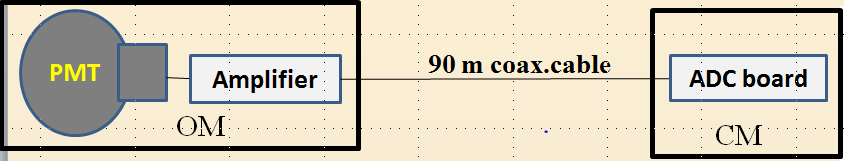 PMT
Amplifier
90 m coax.cable
ADC board
OM
CM